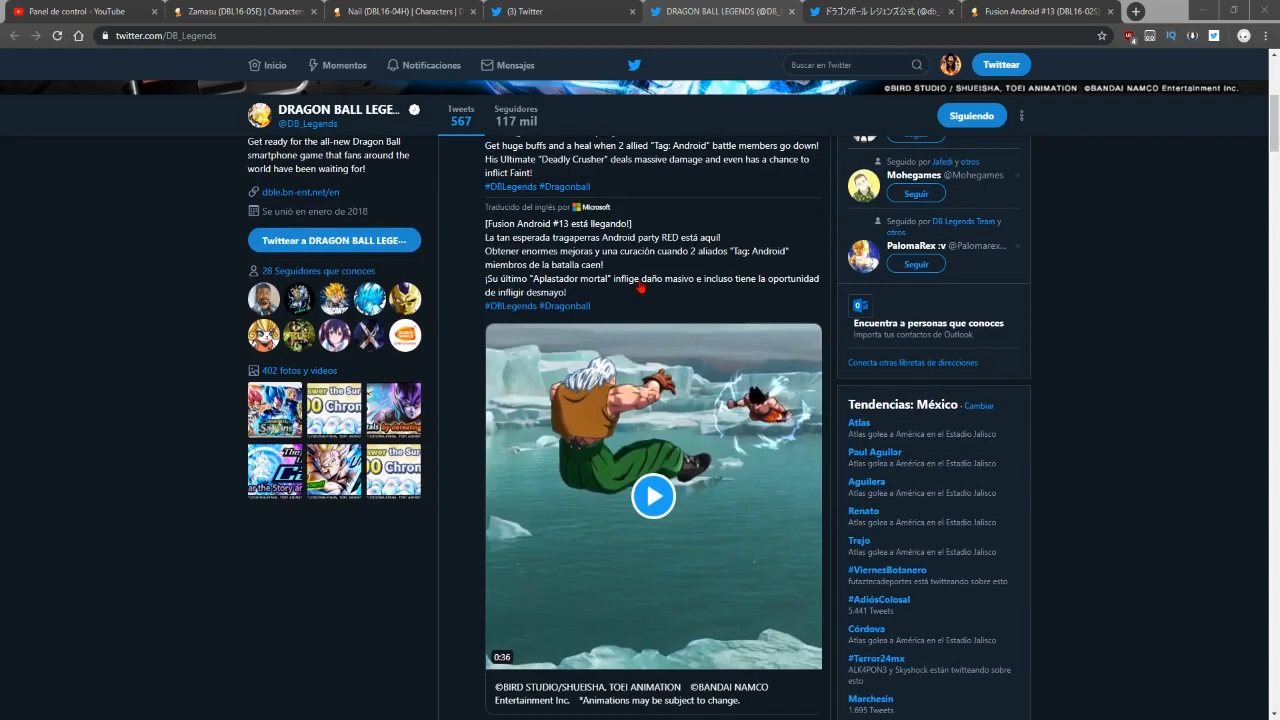 Panel de control - YouTube
Zamasu (DBL16-05E) | Characters
Nail (DBL16-04H) | Characters | D
(3) Twitter
DRAGON BALL LEGENDS (@DB_L
ドラゴンボール レジェンズ公式 (@db_
Fusion Android #13 (DBL16-02S)
twitter.com/DB_Legends
Inicio
Momentos
Notificaciones
Mensajes
Buscar en Twitter
Twittear
©BIRD STUDIO / SHUEISHA, TOEI ANIMATION ©BANDAI NAMCO Entertainment Inc.
DRAGON BALL LEGE...
@DB_Legends
Tweets
567
Seguidores
117 mil
Siguiendo
Get ready for the all-new Dragon Ball
smartphone game that fans around the
world have been waiting for!
dble.bn-ent.net/en
Se unió en enero de 2018
Twittear a DRAGON BALL LEGE...
28 Seguidores que conoces
402 fotos y videos
Get huge buffs and a heal when 2 allied "Tag: Android" battle members go down!
His Ultimate "Deadly Crusher" deals massive damage and even has a chance to
inflict Faint!
#DBLegends #Dragonball
Traducido del inglés por Microsoft
[Fusion Android #13 está llegando!]
La tan esperada tragaperras Android party RED está aquí!
Obtener enormes mejoras y una curación cuando 2 aliados "Tag: Android"
miembros de la batalla caen!
¡Su último "Aplastador mortal" inflige daño masivo e incluso tiene la oportunidad
de infligir desmayo!
#DBLegends #Dragonball
0:36
©BIRD STUDIO/SHUEISHA, TOEI ANIMATION ©BANDAI NAMCO
Entertainment Inc. *Animations may be subject to change.
Seguir
Seguido por Jafedi y otros
Mohegames @Mohegames
Seguir
Seguido por DB Legends Team y
otros
PalomaRex :v @Palomarex...
Seguir
Encuentra a personas que conoces
Importa tus contactos de Outlook
Conecta otras libretas de direcciones
Tendencias: México · Cambiar
Atlas
Atlas golea a América en el Estadio Jalisco
Paul Aguilar
Atlas golea a América en el Estadio Jalisco
Aguilera
Atlas golea a América en el Estadio Jalisco
Renato
Atlas golea a América en el Estadio Jalisco
Trejo
Atlas golea a América en el Estadio Jalisco
#ViernesBotanero
futaztecadeportes está twitteando sobre esto
#AdiósColosal
5.441 Tweets
Córdova
Atlas golea a América en el Estadio Jalisco
#Terror24mx
ALK4PON3 y Skyshock están twitteando sobre
esto
Marchesin
1.695 Tweets